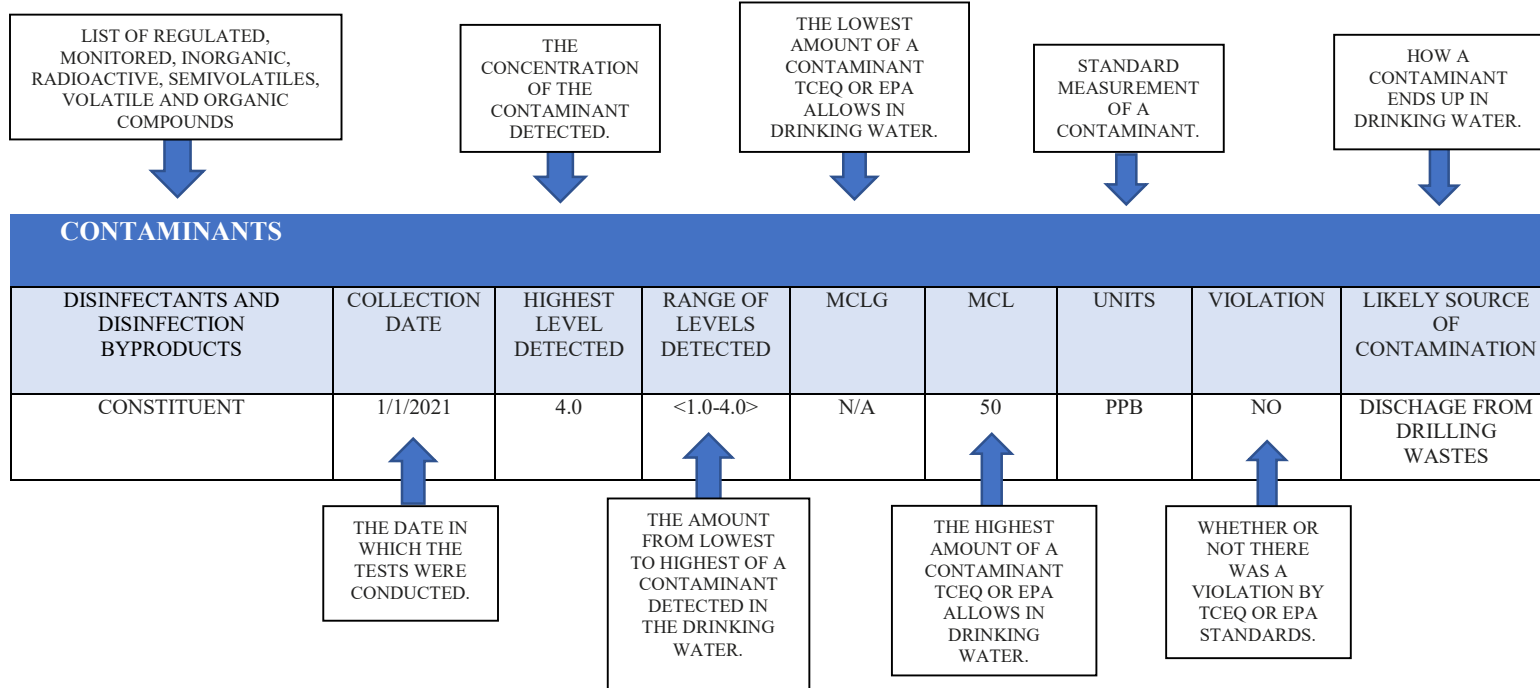 LIST OF REGULATED,
MONITORED, INORGANIC,
RADIOACTIVE, SEMIVOLATILES,
VOLATILE AND ORGANIC
COMPOUNDS
THE
CONCENTRATION
OF THE
CONTAMINANT
DETECTED.
THE LOWEST
AMOUNT OF A
CONTAMINANT
TCEQ OR EPA
ALLOWS IN
DRINKING WATER.
STANDARD
MEASUREMENT
OF A
CONTAMINANT.
HOW A
CONTAMINANT
ENDS UP IN
DRINKING WATER.
CONTAMINANTS
DISINFECTANTS AND
DISINFECTION
BYPRODUCTS
COLLECTION
DATE
HIGHEST
LEVEL
DETECTED
RANGE OF
LEVELS
DETECTED
MCLG
MCL
UNITS
VIOLATION
LIKELY SOURCE
OF
CONTAMINATION
CONSTITUENT
1/1/2021
4.0
<1.0-4.0>
N/A
50
PPB
NO
DISCHAGE FROM
DRILLING
WASTES
THE DATE IN
WHICH THE
TESTS WERE
CONDUCTED.
THE AMOUNT
FROM LOWEST
TO HIGHEST OF A
CONTAMINANT
DETECTED IN
THE DRINKING
WATER.
THE HIGHEST
AMOUNT OF A
CONTAMINANT
TCEQ OR EPA
ALLOWS IN
DRINKING
WATER.
WHETHER OR
NOT THERE
WAS A
VIOLATION BY
TCEQ OR EPA
STANDARDS.